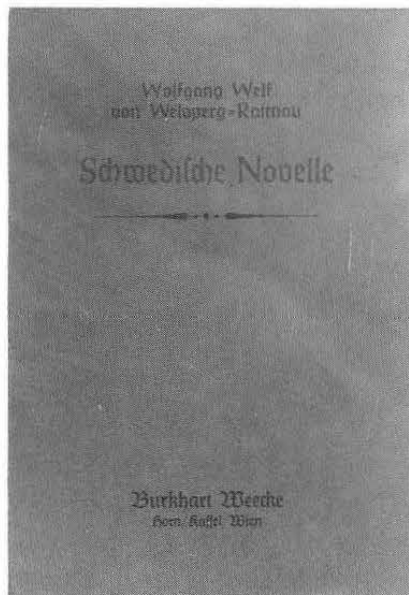 Wolfgang Welf
von Welsperg-Raitnau
Schwedische Novelle
Burkhart Weecke
Horn Kassel Wien